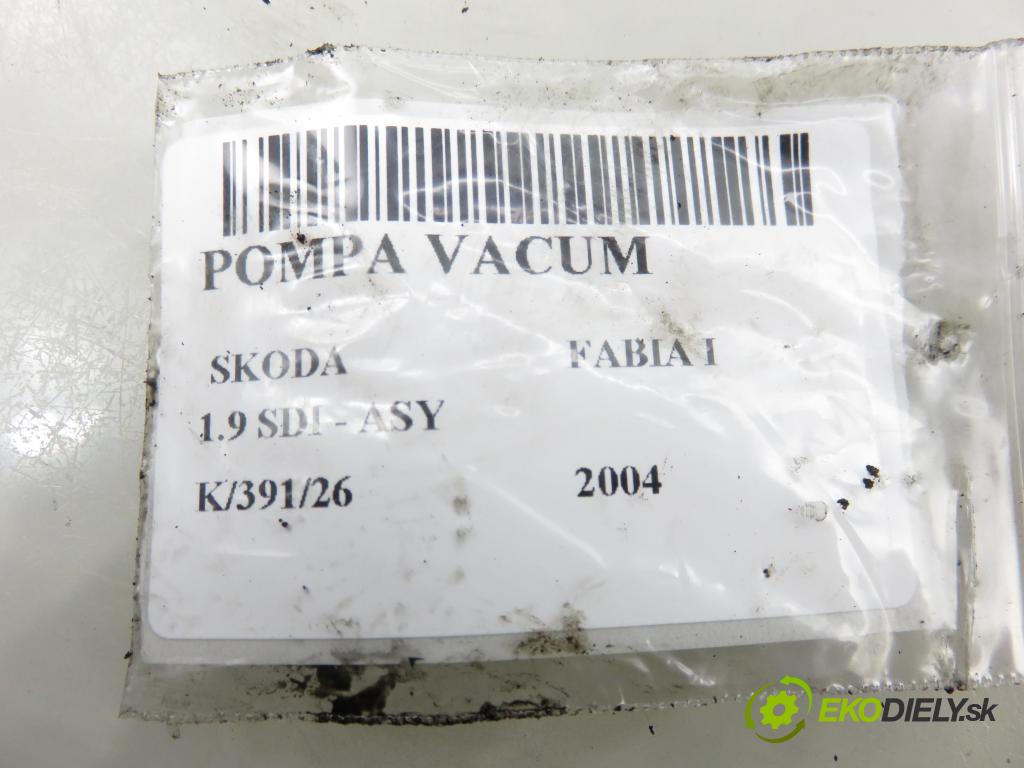 POMPA VACUM
SKODA FABIA I
1.9 SDI - ASY
K/391/26 2004
EKODIELY.sk